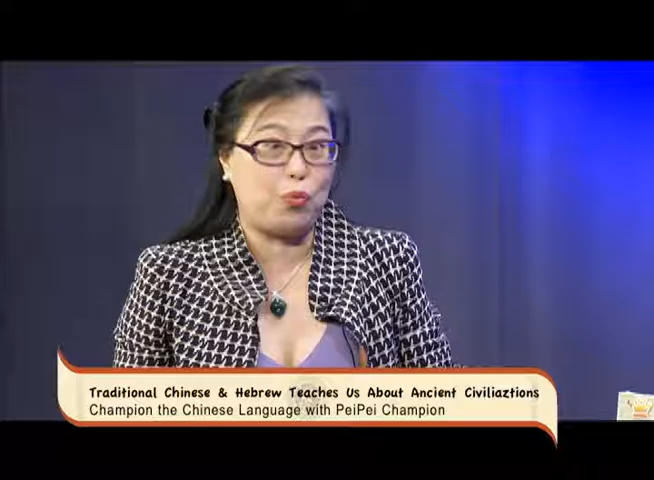 Traditional Chinese & Hebrew Teaches Us About Ancient Civiliaztions
Champion the Chinese Language with PeiPei Champion